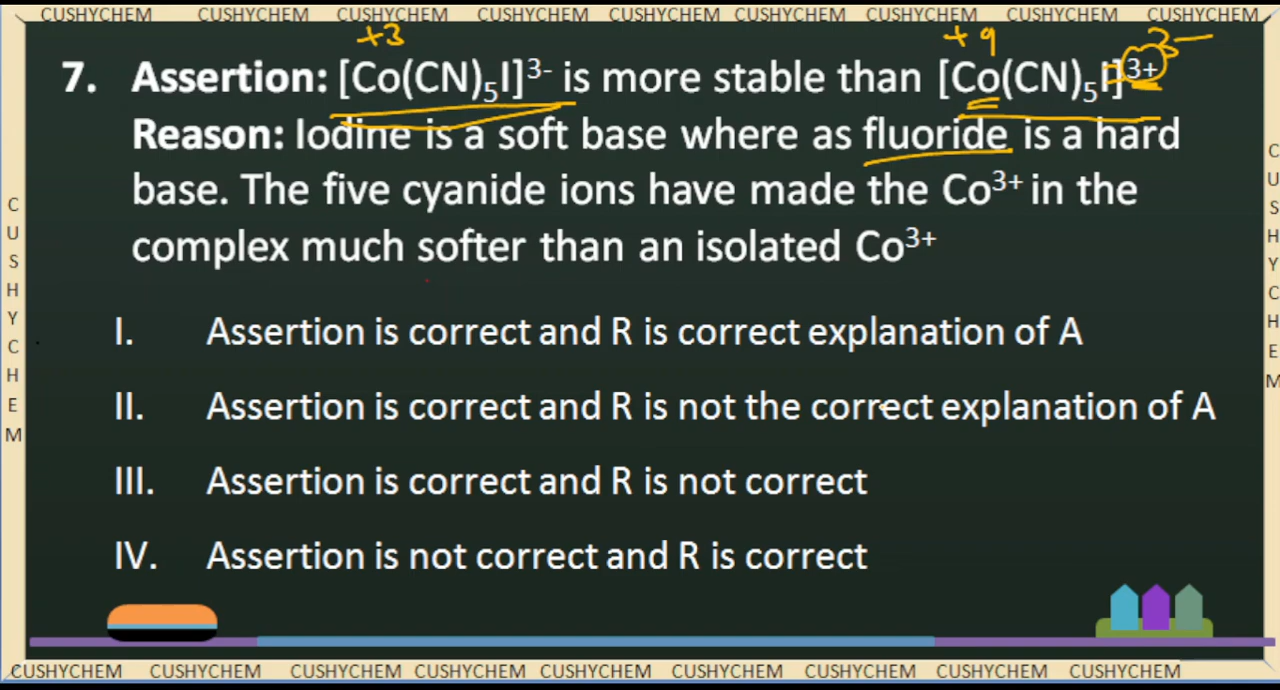 CUSHYCHEM CUSHYCHEM CUSHYCHEM CUSHYCHEM CUSHYCHEM CUSHYCHEM CUSHYCHEM CUSHYCHEM CUSHYCHEM
+3 +9 3-
7. Assertion: [Co(CN)₅I]³⁻ is more stable than [Co(CN)₅I]³⁺
Reason: Iodine is a soft base where as fluoride is a hard
base. The five cyanide ions have made the Co³⁺ in the
complex much softer than an isolated Co³⁺
I. Assertion is correct and R is correct explanation of A
II. Assertion is correct and R is not the correct explanation of A
III. Assertion is correct and R is not correct
IV. Assertion is not correct and R is correct
CUSHYCHEM
CUSHYCHEM
CUSHYCHEM CUSHYCHEM CUSHYCHEM CUSHYCHEM CUSHYCHEM CUSHYCHEM CUSHYCHEM CUSHYCHEM CUSHYCHEM